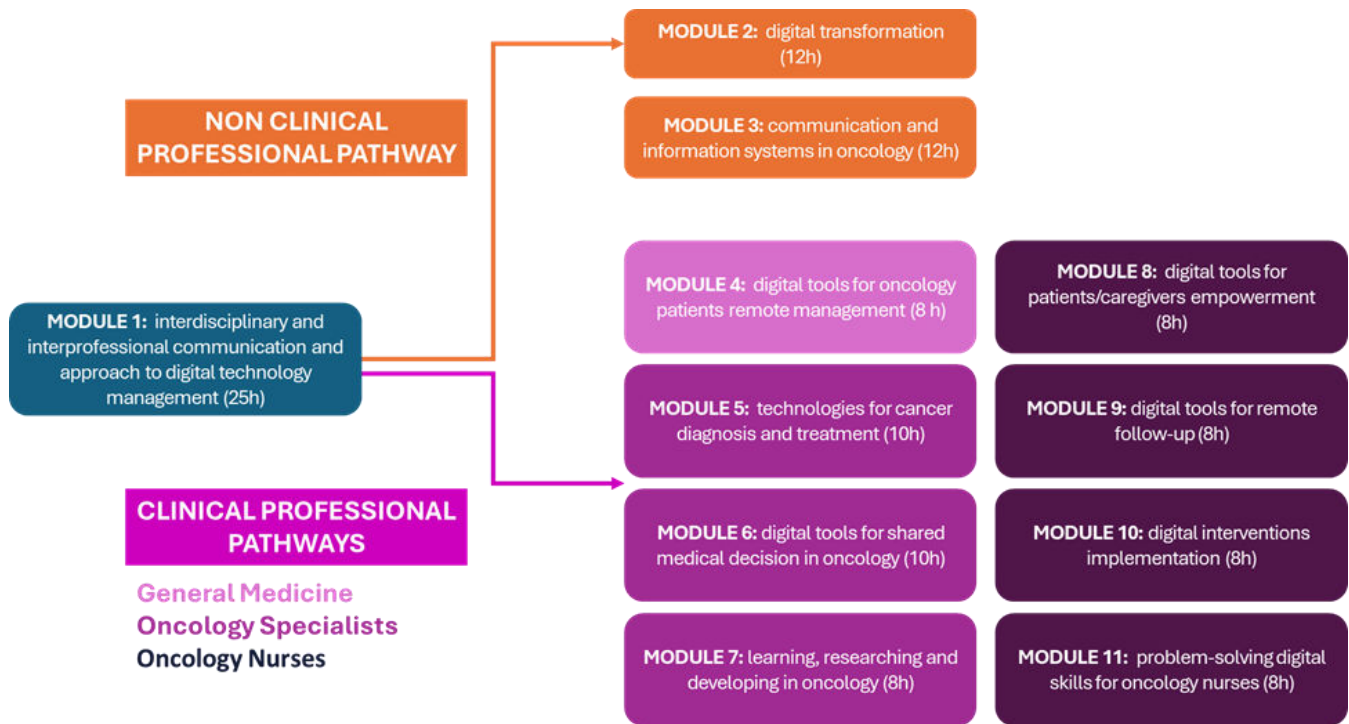 MODULE 2: digital transformation
(12h)
NON CLINICAL
PROFESSIONAL PATHWAY
MODULE 3: communication and
information systems in oncology (12h)
MODULE 1: interdisciplinary and
interprofessional communication and
approach to digital technology
management (25h)
MODULE 4: digital tools for oncology
patients remote management (8 h)
MODULE 8: digital tools for
patients/caregivers empowerment
(8h)
MODULE 5: technologies for cancer
diagnosis and treatment (10h)
MODULE 9: digital tools for remote
follow-up (8h)
CLINICAL PROFESSIONAL
PATHWAYS
General Medicine
Oncology Specialists
Oncology Nurses
MODULE 6: digital tools for shared
medical decision in oncology (10h)
MODULE 10: digital interventions
implementation (8h)
MODULE 7: learning, researching and
developing in oncology (8h)
MODULE 11: problem-solving digital
skills for oncology nurses (8h)